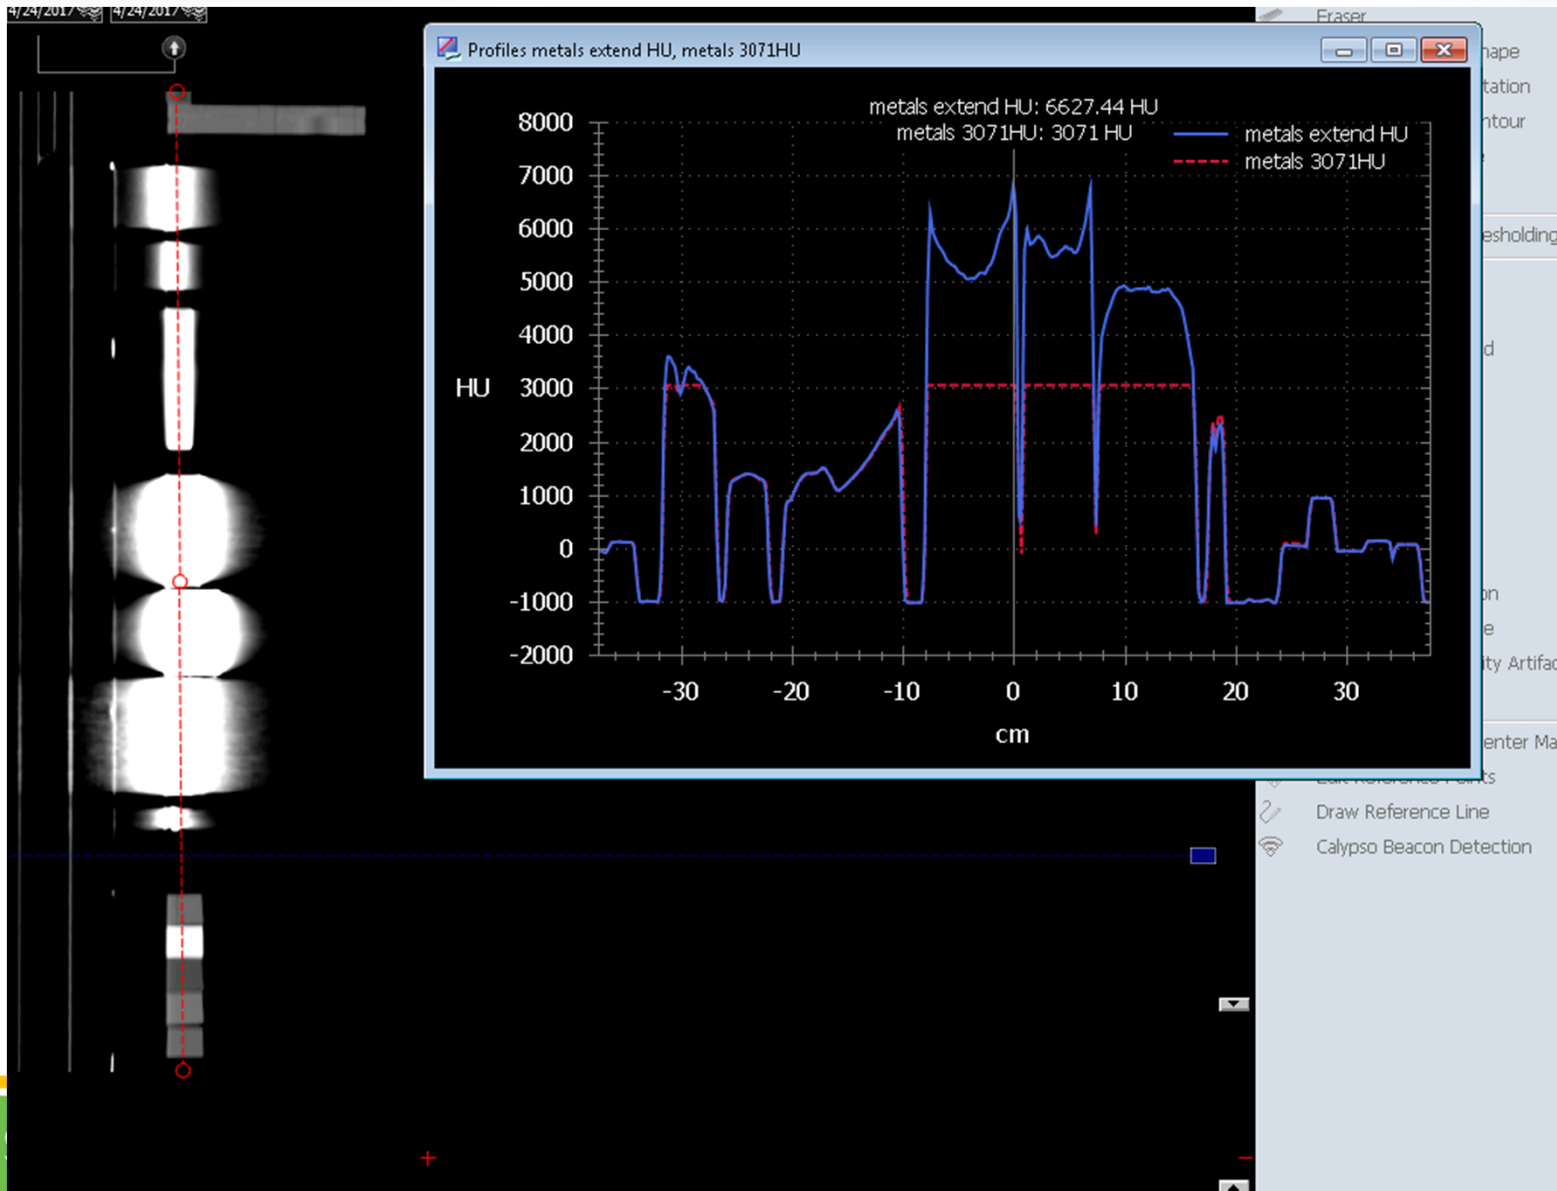 4/24/2017
4/24/2017
Eraser
Profiles metals extend HU, metals 3071HU
metals extend HU: 6627.44 HU
metals 3071HU: 3071 HU
metals extend HU
metals 3071HU
8000
7000
6000
5000
4000
3000
2000
1000
0
-1000
-2000
HU
-30
-20
-10
0
10
20
30
cm
hape
tation
ntour
esholding
d
on
e
ity Artifac
enter Ma
Edit Reference Points
Draw Reference Line
Calypso Beacon Detection